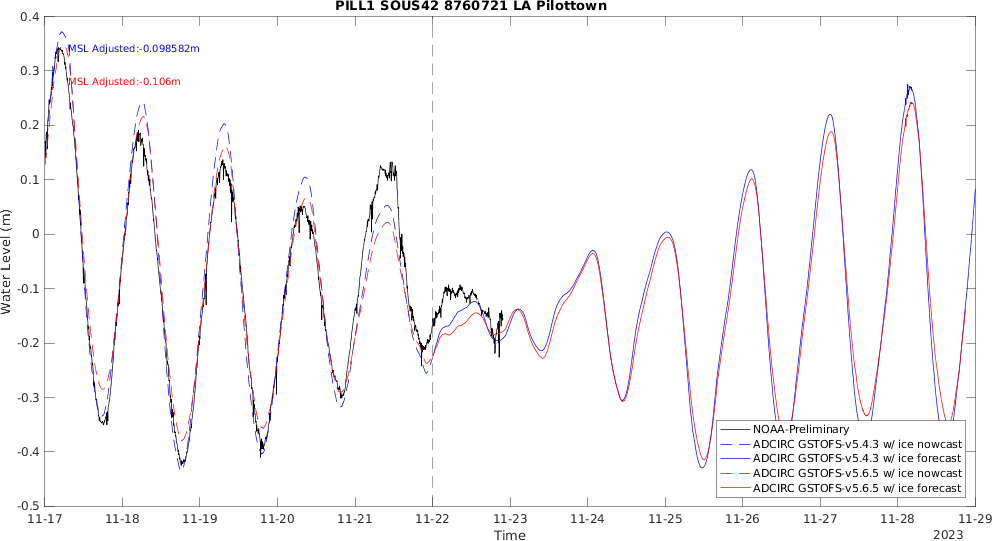 PILL1 SOUS42 8760721 LA Pilottown
MSL Adjusted:-0.098582m
MSL Adjusted:-0.106m
Water Level (m)
0.4
0.3
0.2
0.1
0
-0.1
-0.2
-0.3
-0.4
-0.5
NOAA-Preliminary
ADCIRC GSTOFS-v5.4.3 w/ ice nowcast
ADCIRC GSTOFS-v5.4.3 w/ ice forecast
ADCIRC GSTOFS-v5.6.5 w/ ice nowcast
ADCIRC GSTOFS-v5.6.5 w/ ice forecast
11-17 11-18 11-19 11-20 11-21 11-22 11-23 11-24 11-25 11-26 11-27 11-28 11-29
Time
2023